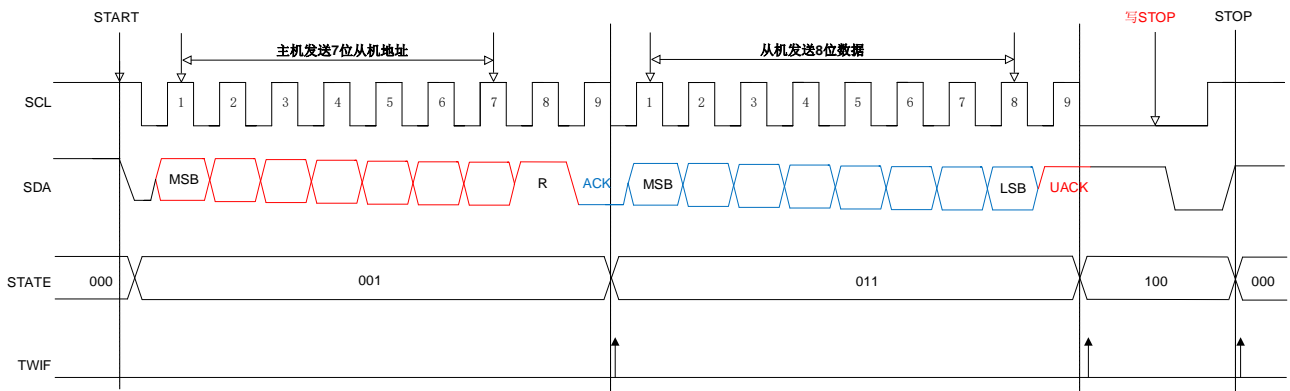 START 写STOP STOP
主机发送7位从机地址 从机发送8位数据
SCL 1 2 3 4 5 6 7 8 9 1 2 3 4 5 6 7 8 9
SDA MSB R ACK MSB LSB UACK
STATE 000 001 011 100 000
TWIF